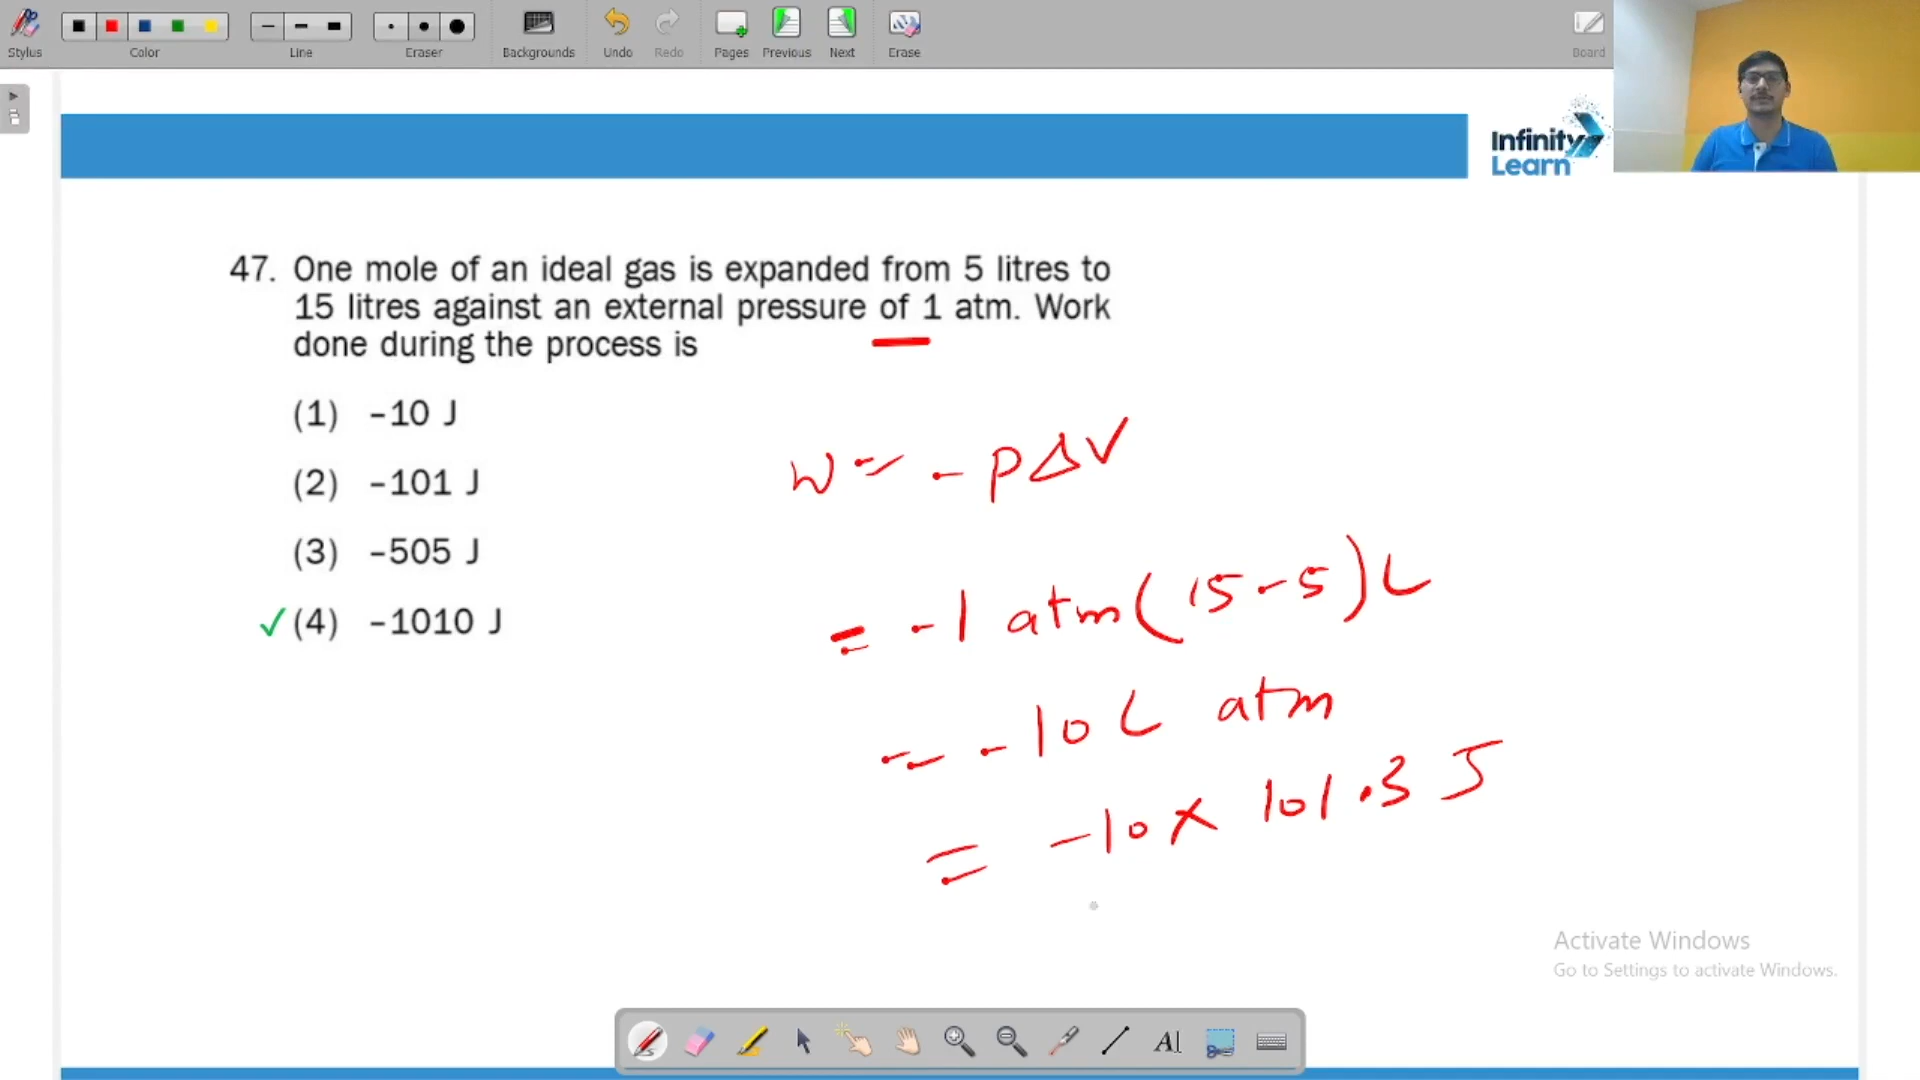 Stylus
Color
Line
Eraser
Backgrounds
Undo
Redo
Pages
Previous
Next
Erase
Board
Infinity
Learn
47. One mole of an ideal gas is expanded from 5 litres to
15 litres against an external pressure of 1 atm. Work
done during the process is
(1) -10 J
(2) -101 J
(3) -505 J
✓(4) -1010 J
W = - P Δ V
= -1 atm (15-5) L
= -10 L atm
= -10 × 101.3 J
Activate Windows
Go to Settings to activate Windows.
AI